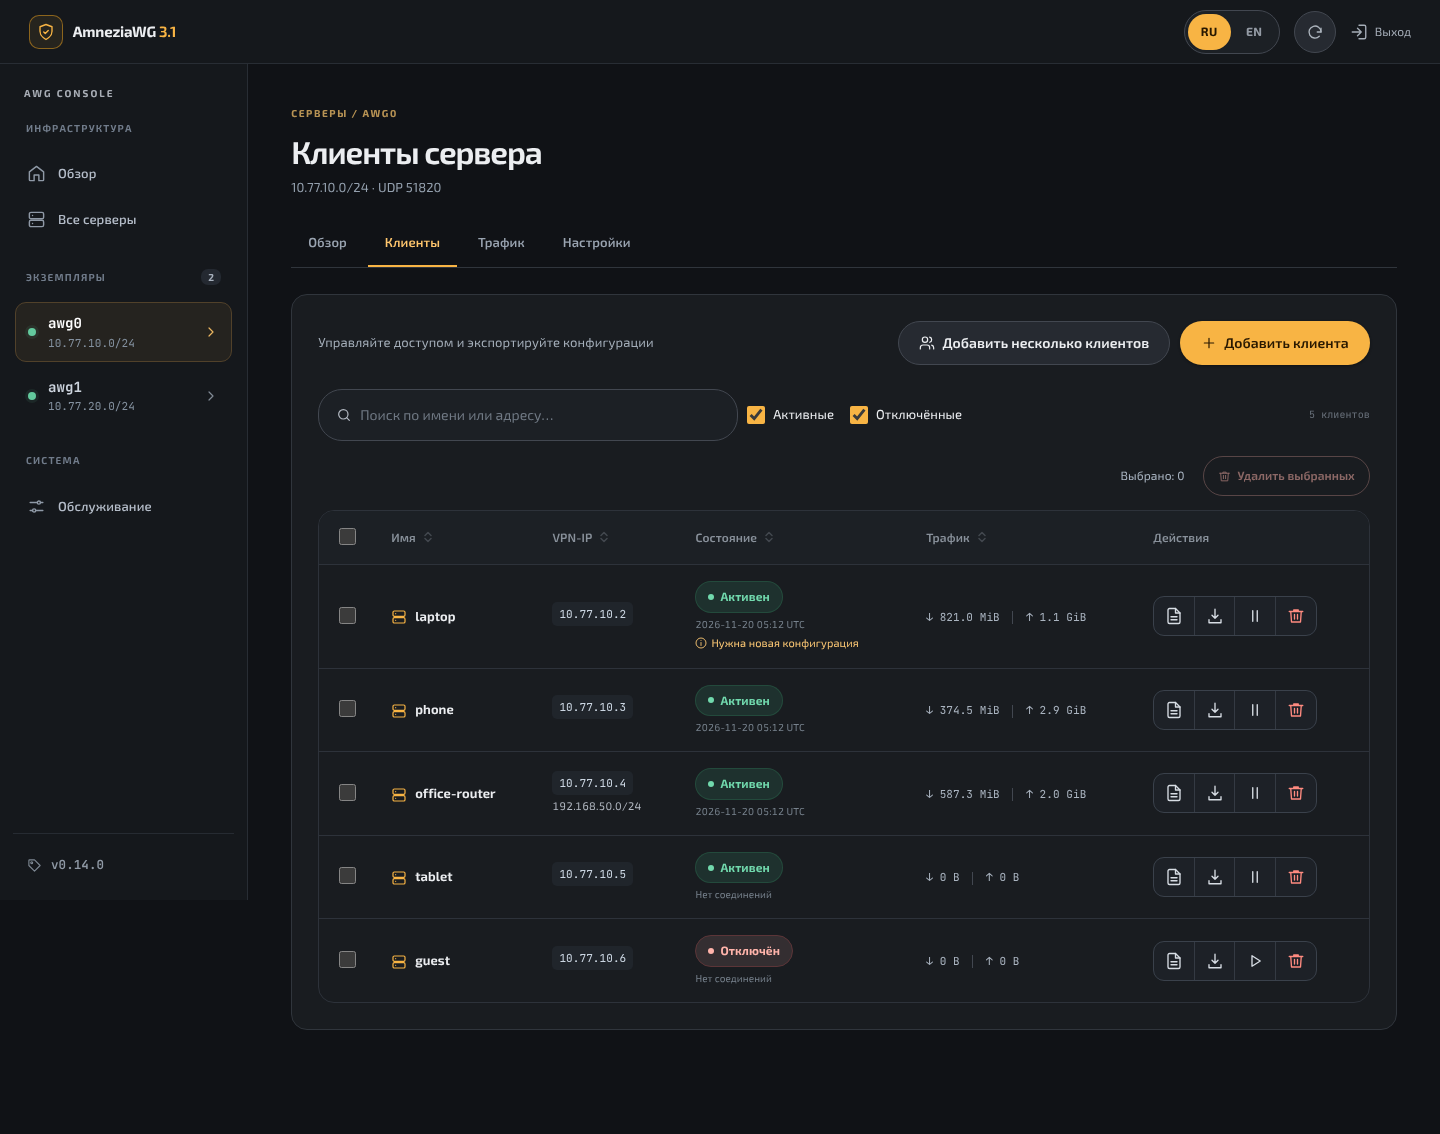 AmneziaWG 3.1
RU EN Выход
AWG CONSOLE
ИНФРАСТРУКТУРА
Обзор
Все серверы
ЭКЗЕМПЛЯРЫ 2
awg0
10.77.10.0/24
awg1
10.77.20.0/24
СИСТЕМА
Обслуживание
v0.14.0
СЕРВЕРЫ / AWG0
Клиенты сервера
10.77.10.0/24 · UDP 51820
Обзор Клиенты Трафик Настройки
Управляйте доступом и экспортируйте конфигурации
Добавить несколько клиентов
Добавить клиента
Поиск по имени или адресу…
Активные Отключённые
5 клиентов
Выбрано: 0 Удалить выбранных
Имя VPN-IP Состояние Трафик Действия
laptop 10.77.10.2 Активен ↓ 821.0 MiB | ↑ 1.1 GiB
2026-11-20 05:12 UTC
Нужна новая конфигурация
phone 10.77.10.3 Активен ↓ 374.5 MiB | ↑ 2.9 GiB
2026-11-20 05:12 UTC
office-router 10.77.10.4 Активен ↓ 587.3 MiB | ↑ 2.0 GiB
192.168.50.0/24 2026-11-20 05:12 UTC
tablet 10.77.10.5 Активен ↓ 0 B | ↑ 0 B
Нет соединений
guest 10.77.10.6 Отключён ↓ 0 B | ↑ 0 B
Нет соединений